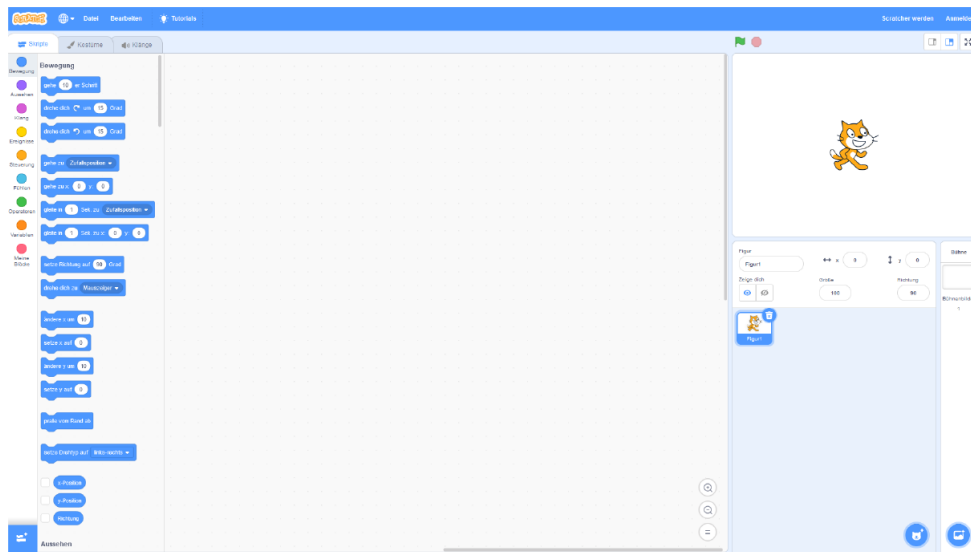 SCRATCH
Datei Bearbeiten Tutorials Scratcher werden Anmelde
Skripte Kostüme Klänge
Bewegung
Aussehen
Klang
Ereignisse
Steuerung
Fühlen
Operatoren
Variablen
Meine
Blöcke
Bewegung
gehe 10 er Schritt
drehe dich um 15 Grad
drehe dich um 15 Grad
gehe zu Zufallsposition
gehe zu x: 0 y: 0
gleite in 1 Sek. zu Zufallsposition
gleite in 1 Sek. zu x: 0 y: 0
setze Richtung auf 90 Grad
drehe dich zu Mauszeiger
ändere x um 10
setze x auf 0
ändere y um 10
setze y auf 0
pralle vom Rand ab
setze Drehtyp auf links-rechts
x-Position
y-Position
Richtung
Aussehen
Figur
Figur1 x 0 y 0
Zeige dich Größe Richtung
100 90
Figur1
Bühne
Bühnenbilde
1